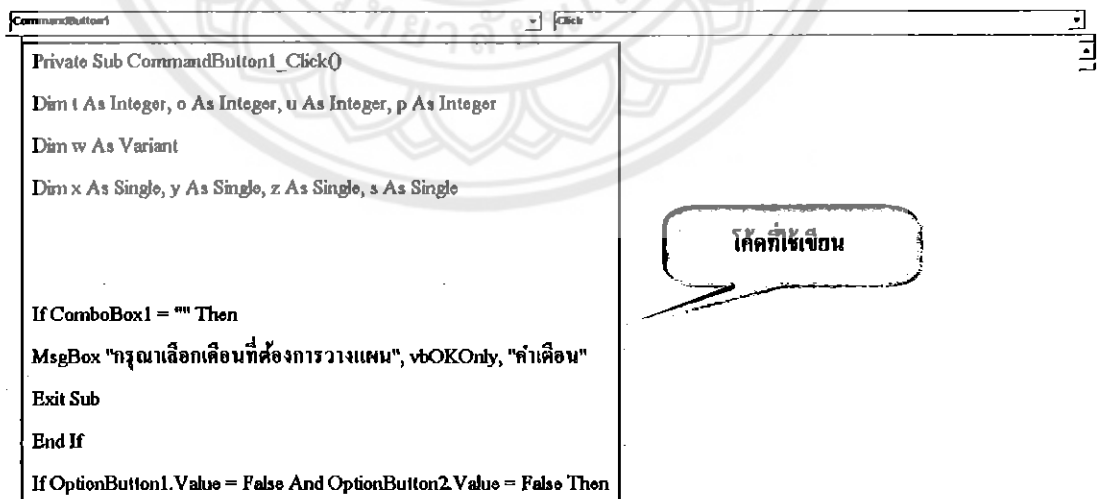 CommandButton1 Click
Private Sub CommandButton1_Click()
Dim t As Integer, o As Integer, u As Integer, p As Integer
Dim w As Variant
Dim x As Single, y As Single, z As Single, s As Single
โค้ดที่ใช้เขียน
If ComboBox1 = "" Then
MsgBox "กรุณาเลือกเดือนที่ต้องการวางแผน", vbOKOnly, "คำเตือน"
Exit Sub
End If
If OptionButton1.Value = False And OptionButton2.Value = False Then